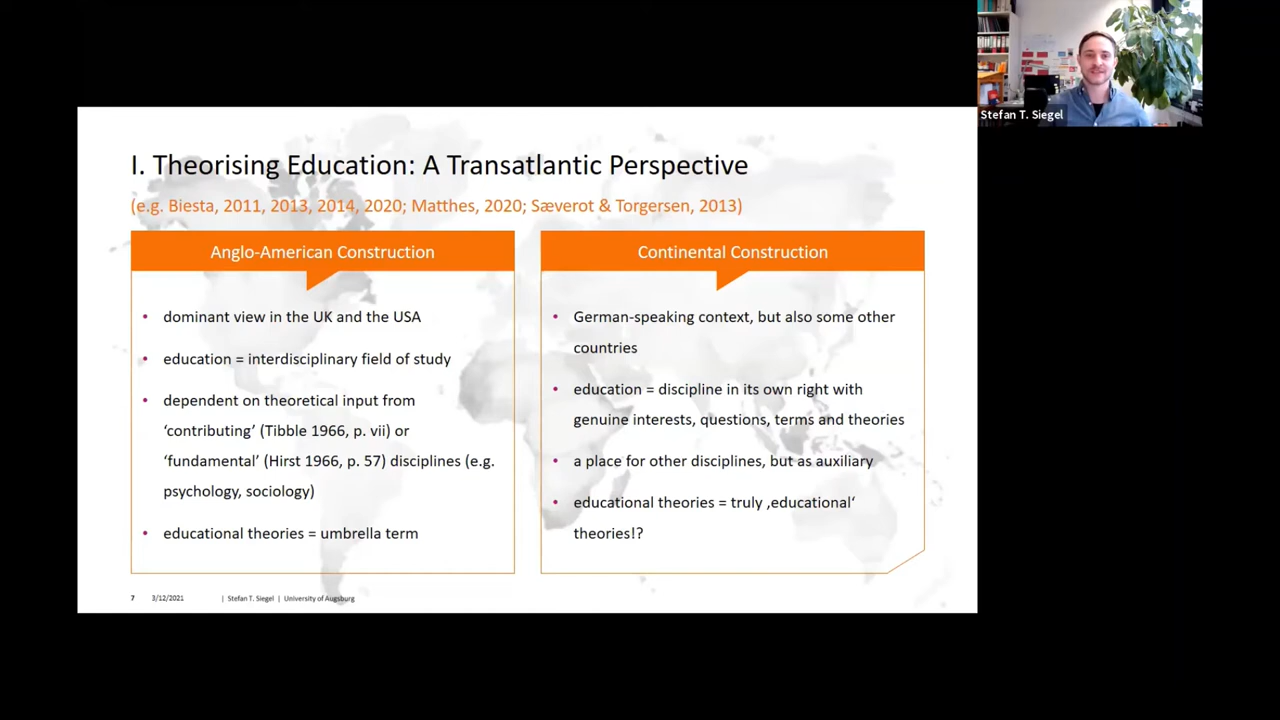 Stefan T. Siegel
I. Theorising Education: A Transatlantic Perspective
(e.g. Biesta, 2011, 2013, 2014, 2020; Matthes, 2020; Sæverot & Torgersen, 2013)
Anglo-American Construction
• dominant view in the UK and the USA
• education = interdisciplinary field of study
• dependent on theoretical input from
‘contributing’ (Tibble 1966, p. vii) or
‘fundamental’ (Hirst 1966, p. 57) disciplines (e.g.
psychology, sociology)
• educational theories = umbrella term
Continental Construction
• German-speaking context, but also some other
countries
• education = discipline in its own right with
genuine interests, questions, terms and theories
• a place for other disciplines, but as auxiliary
• educational theories = truly ‚educational‘
theories!?
7 3/12/2021 | Stefan T. Siegel | University of Augsburg